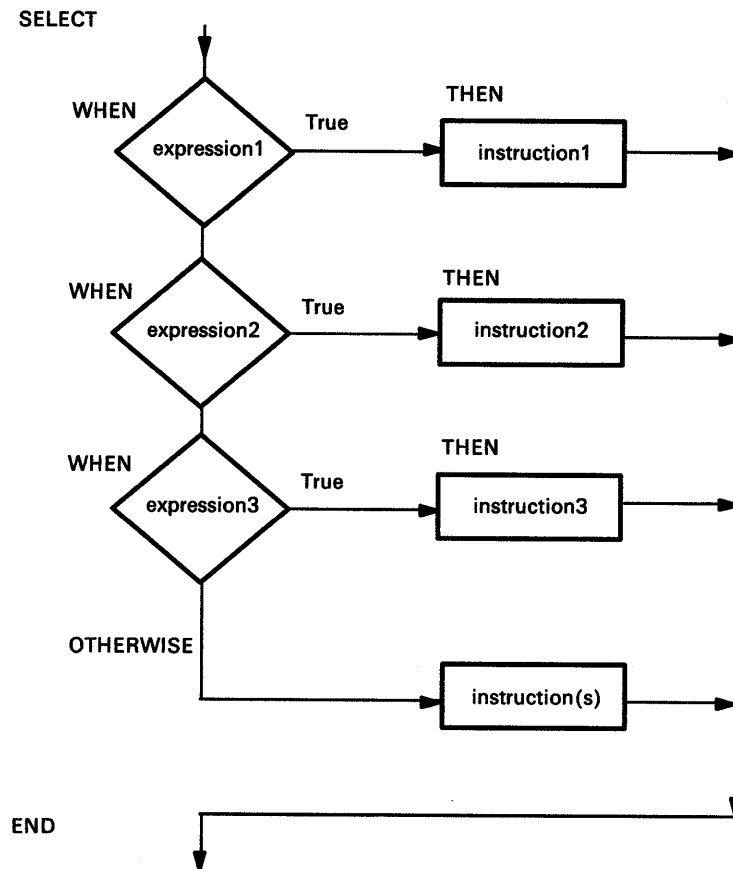 SELECT
WHEN
expression1
True
THEN
instruction1
WHEN
expression2
True
THEN
instruction2
WHEN
expression3
True
THEN
instruction3
OTHERWISE
instruction(s)
END